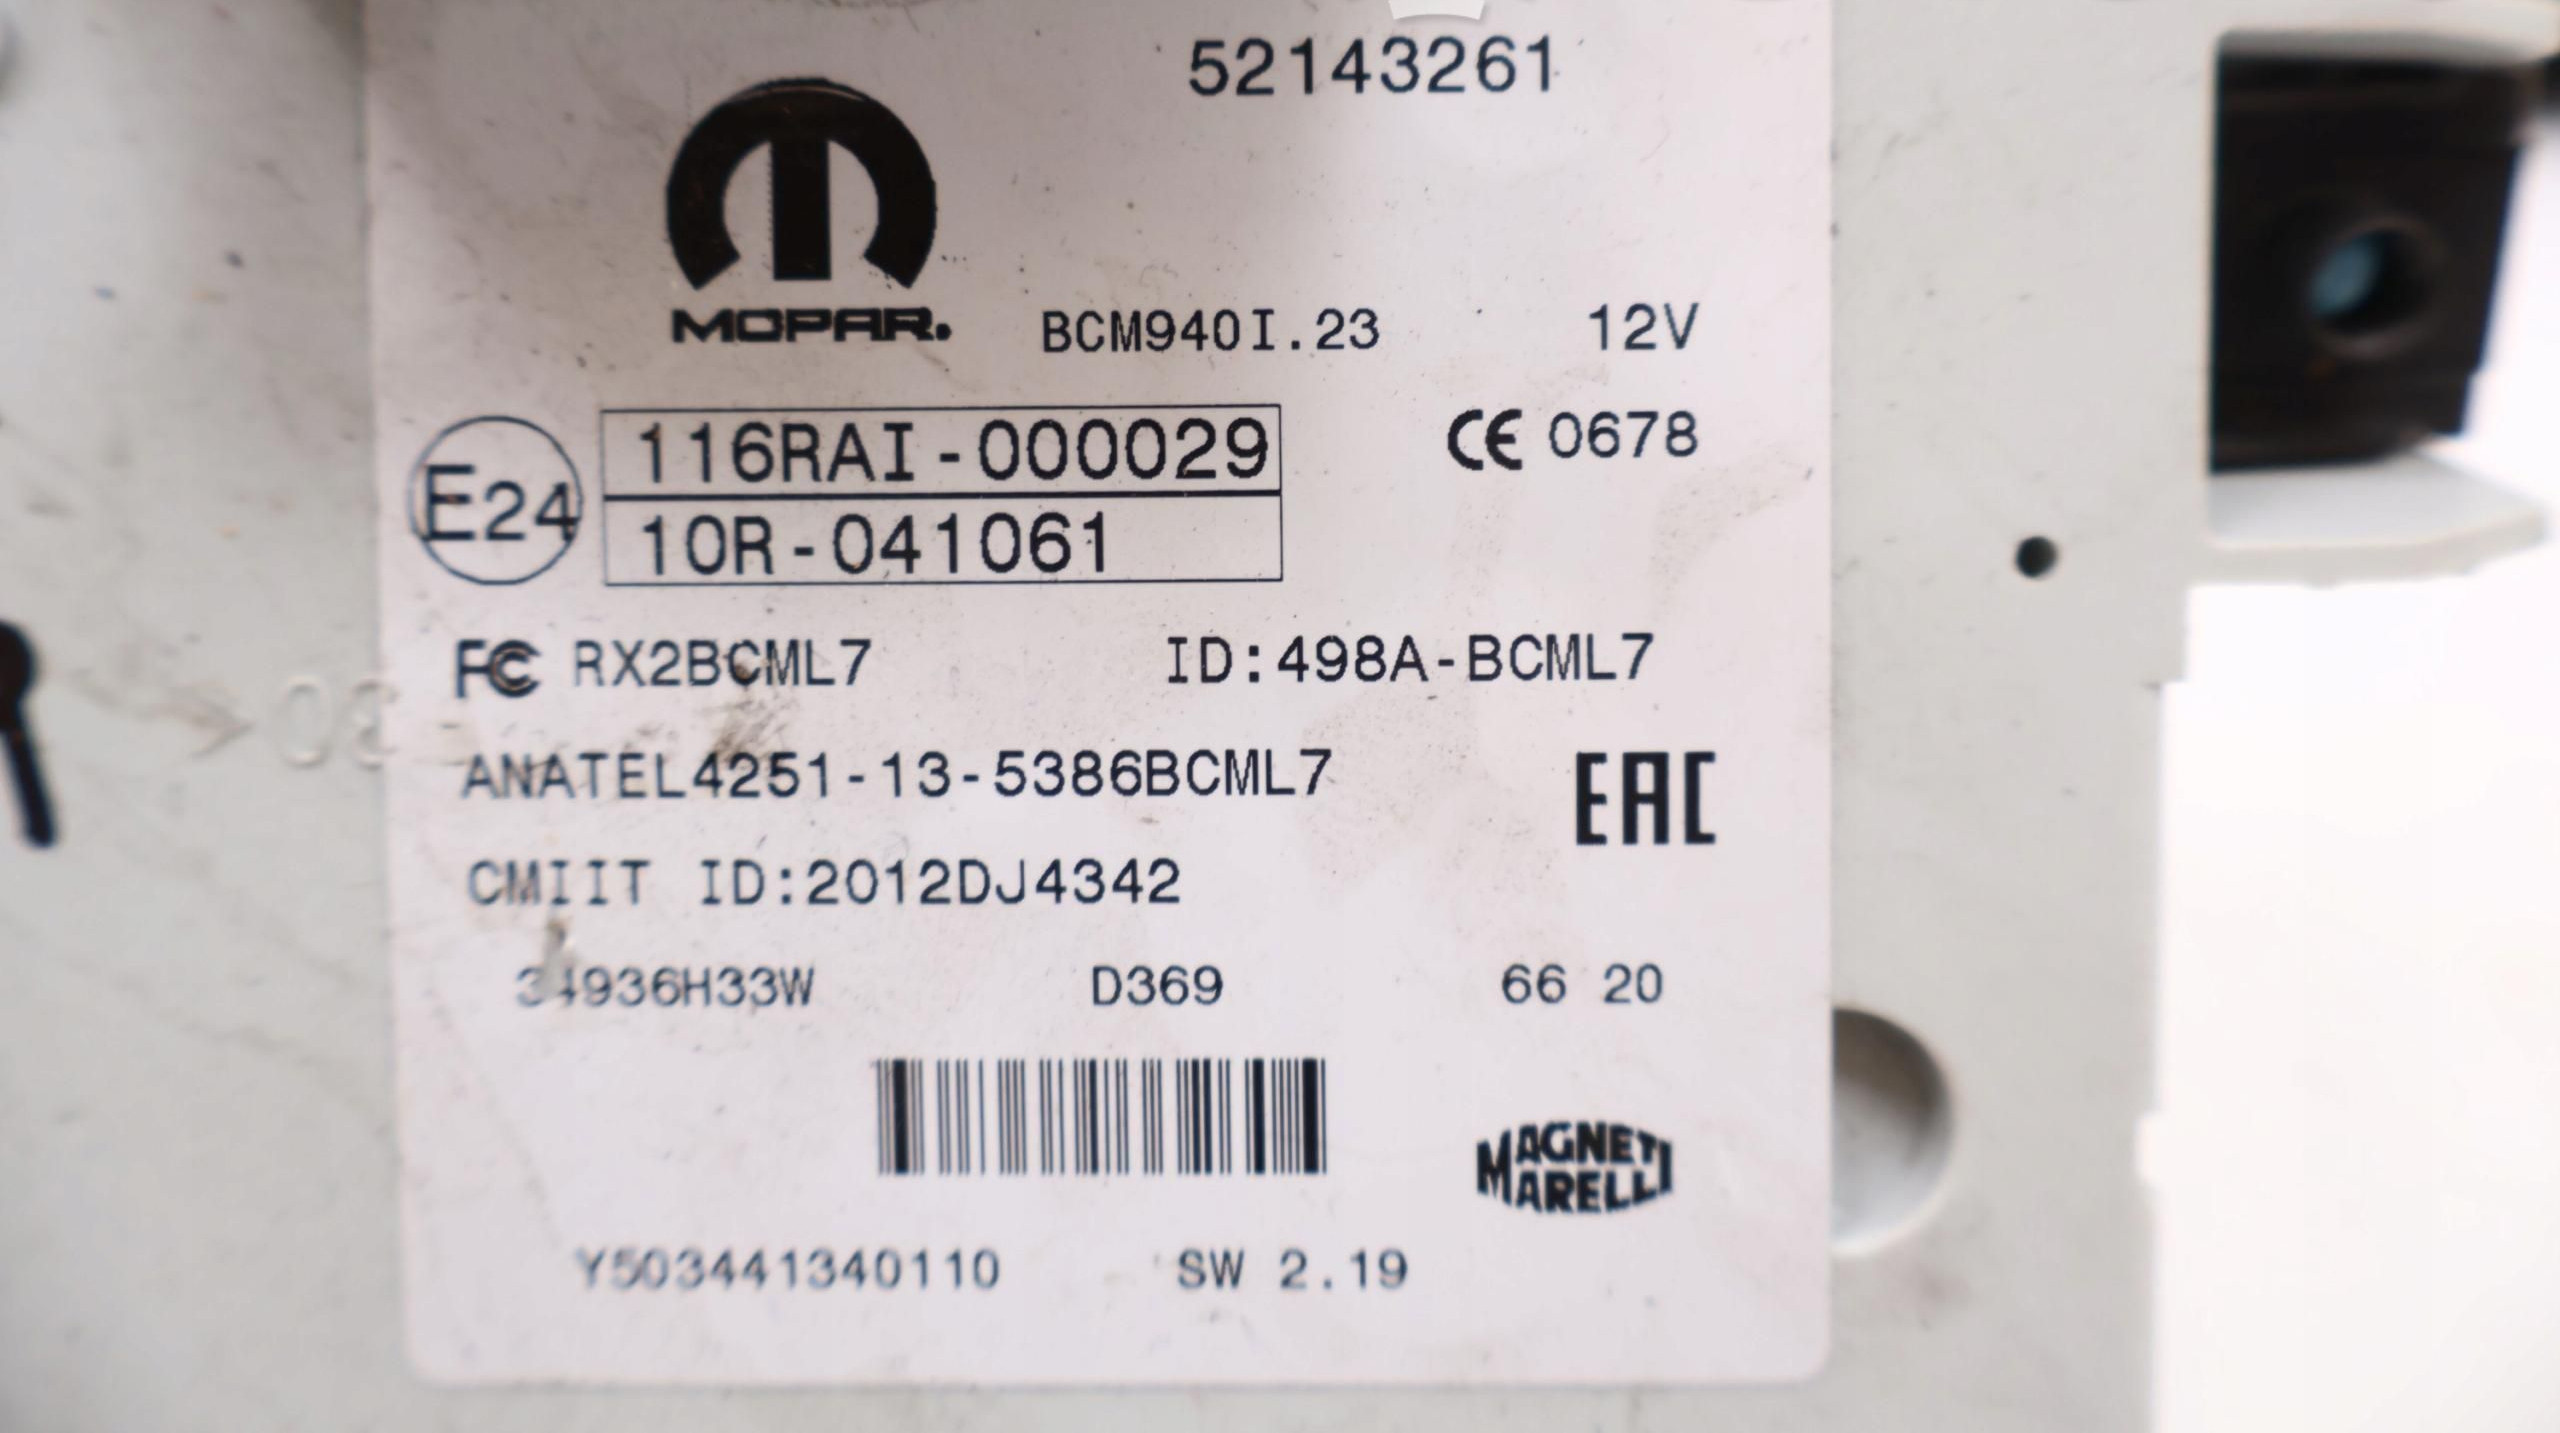 52143261
MOPAR.
BCM940I.23 12V
E24
116RAI-000029
CE 0678
10R-041061
FC RX2BCML7 ID:498A-BCML7
ANATEL4251-13-5386BCML7
EAC
CMIIT ID:2012DJ4342
34936H33W D369 66 20
MAGNETI
MARELLI
Y503441340110 SW 2.19